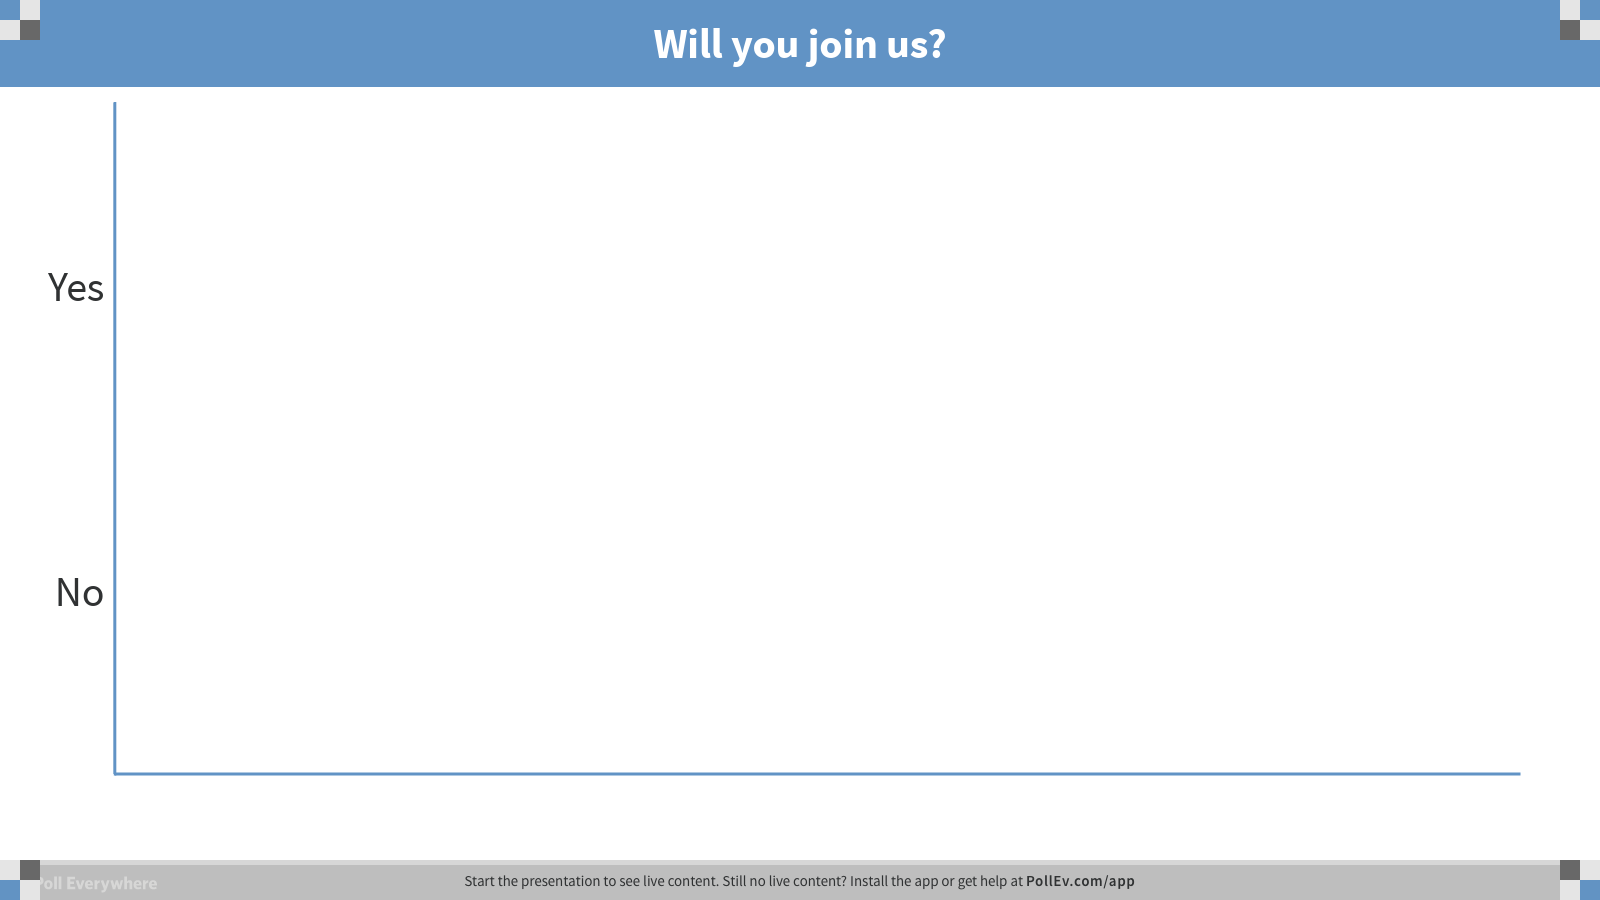 Will you join us?
Yes
No
Poll Everywhere
Start the presentation to see live content. Still no live content? Install the app or get help at PollEv.com/app